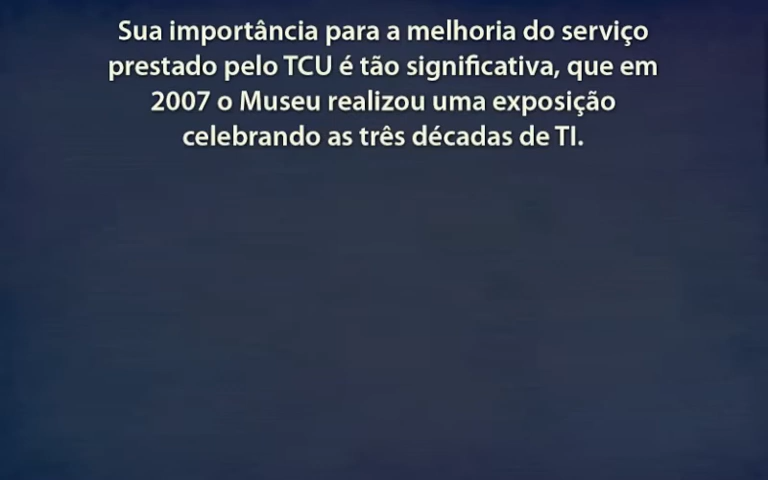 Sua importância para a melhoria do serviço
prestado pelo TCU é tão significativa, que em
2007 o Museu realizou uma exposição
celebrando as três décadas de TI.